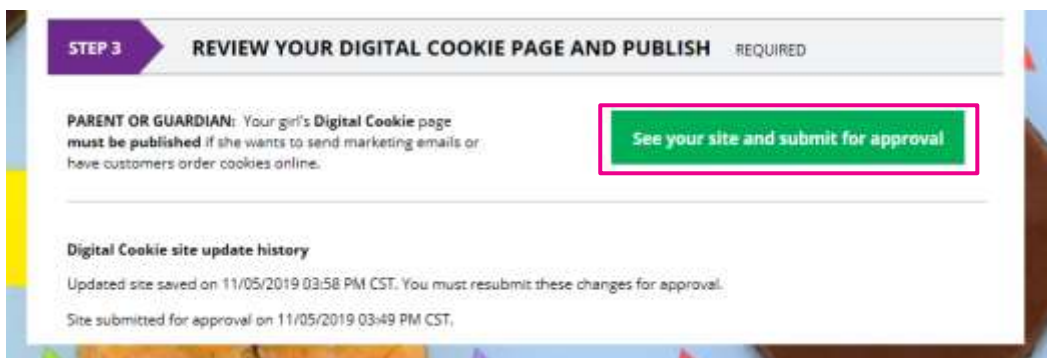 STEP 3 REVIEW YOUR DIGITAL COOKIE PAGE AND PUBLISH REQUIRED
PARENT OR GUARDIAN: Your girl's Digital Cookie page
must be published if she wants to send marketing emails or
have customers order cookies online.
See your site and submit for approval
Digital Cookie site update history
Updated site saved on 11/05/2019 03:58 PM CST. You must resubmit these changes for approval.
Site submitted for approval on 11/05/2019 03:49 PM CST.